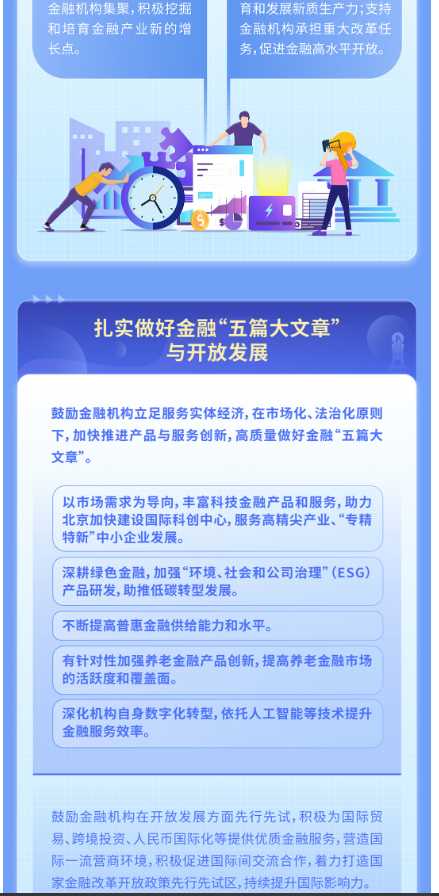 金融机构集聚，积极挖掘
和培育金融产业新的增
长点。
育和发展新质生产力；支持
金融机构承担重大改革任
务，促进金融高水平开放。
扎实做好金融“五篇大文章”
与开放发展
鼓励金融机构立足服务实体经济，在市场化、法治化原则
下，加快推进产品与服务创新，高质量做好金融“五篇大
文章”。
以市场需求为导向，丰富科技金融产品和服务，助力
北京加快建设国际科创中心，服务高精尖产业、“专精
特新”中小企业发展。
深耕绿色金融，加强“环境、社会和公司治理”（ESG）
产品研发，助推低碳转型发展。
不断提高普惠金融供给能力和水平。
有针对性加强养老金融产品创新，提高养老金融市场
的活跃度和覆盖面。
深化机构自身数字化转型，依托人工智能等技术提升
金融服务效率。
鼓励金融机构在开放发展方面先行先试，积极为国际贸
易、跨境投资、人民币国际化等提供优质金融服务，营造国
际一流营商环境，积极促进国际间交流合作，着力打造国
家金融改革开放政策先行先试区，持续提升国际影响力。